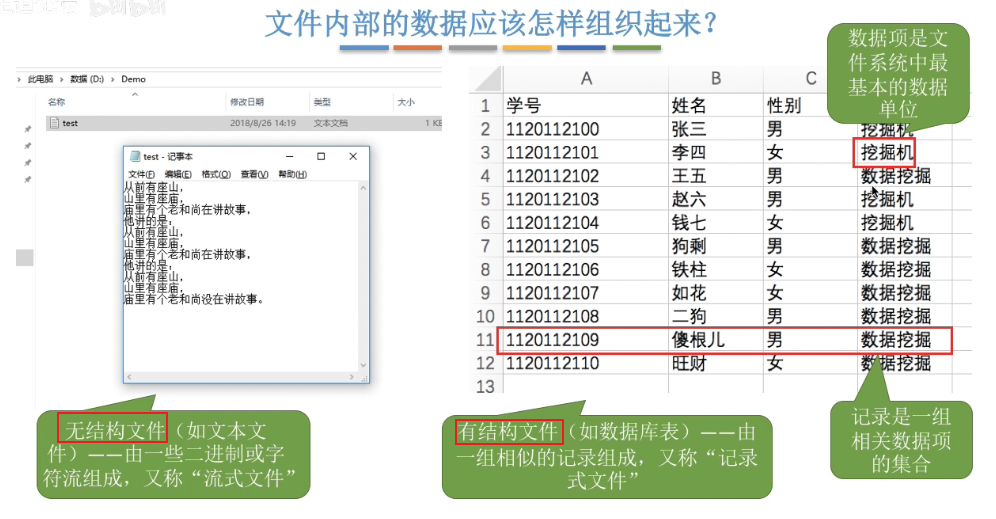 bilibili
文件内部的数据应该怎样组织起来？
› 此电脑 › 数据 (D:) › Demo
名称 修改日期 类型 大小
test 2018/8/26 14:19 文本文档 1 KB
test - 记事本
文件(F) 编辑(E) 格式(O) 查看(V) 帮助(H)
从前有座山，
山里有座庙，
庙里有个老和尚在讲故事，
他讲的是：
从前有座山，
山里有座庙，
庙里有个老和尚在讲故事，
他讲的是：
从前有座山，
山里有座庙，
庙里有个老和尚没在讲故事。
无结构文件（如文本文
件）——由一些二进制或字
符流组成，又称“流式文件”
A B C
1 学号 姓名 性别
2 1120112100 张三 男 挖掘机
3 1120112101 李四 女 挖掘机
4 1120112102 王五 男 数据挖掘
5 1120112103 赵六 男 挖掘机
6 1120112104 钱七 女 挖掘机
7 1120112105 狗剩 男 数据挖掘
8 1120112106 铁柱 女 数据挖掘
9 1120112107 如花 女 数据挖掘
10 1120112108 二狗 男 数据挖掘
11 1120112109 傻根儿 男 数据挖掘
12 1120112110 旺财 女 数据挖掘
13
数据项是文
件系统中最
基本的数据
单位
有结构文件（如数据库表）——由
一组相似的记录组成，又称“记录
式文件”
记录是一组
相关数据项
的集合